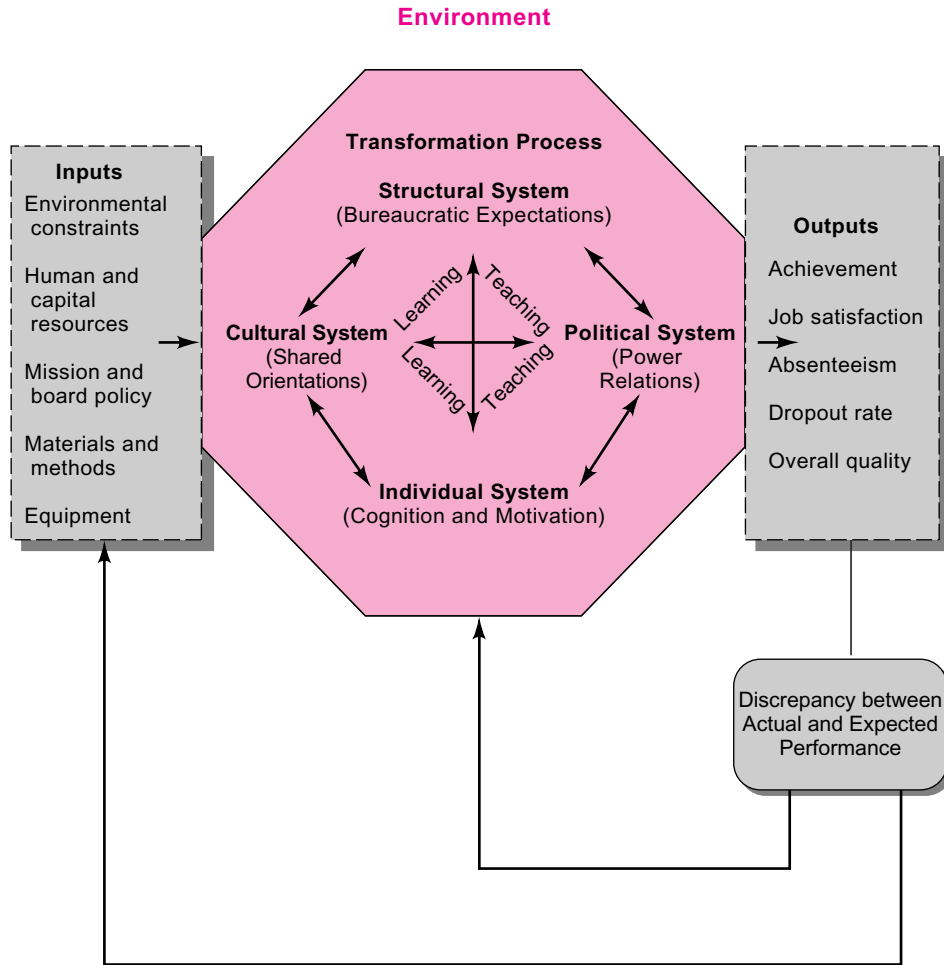 Environment
Inputs
Environmental
constraints
Human and
capital
resources
Mission and
board policy
Materials and
methods
Equipment
Transformation Process
Structural System
(Bureaucratic Expectations)
Learning
Teaching
Cultural System
(Shared
Orientations)
Political System
(Power
Relations)
Learning
Teaching
Individual System
(Cognition and Motivation)
Outputs
Achievement
Job satisfaction
Absenteeism
Dropout rate
Overall quality
Discrepancy between
Actual and Expected
Performance